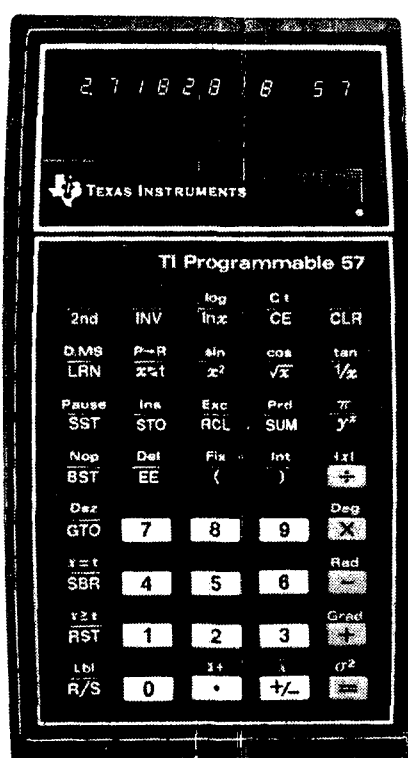 2.71828 8 57
TEXAS INSTRUMENTS
TI Programmable 57
log C.t
2nd INV lnx CE CLR
D.MS P→R sin cos tan
LRN x⇄t x² √x 1/x
Pause Ins Exc Prd π
SST STO RCL SUM yˣ
Nop Del Fix Int |x|
BST EE ( ) ÷
Dsz Deg
GTO 7 8 9 X
x=t Rad
SBR 4 5 6 −
x≥t Grad
RST 1 2 3 +
Lbl Σ+ x̄ σ²
R/S 0 . +/− =